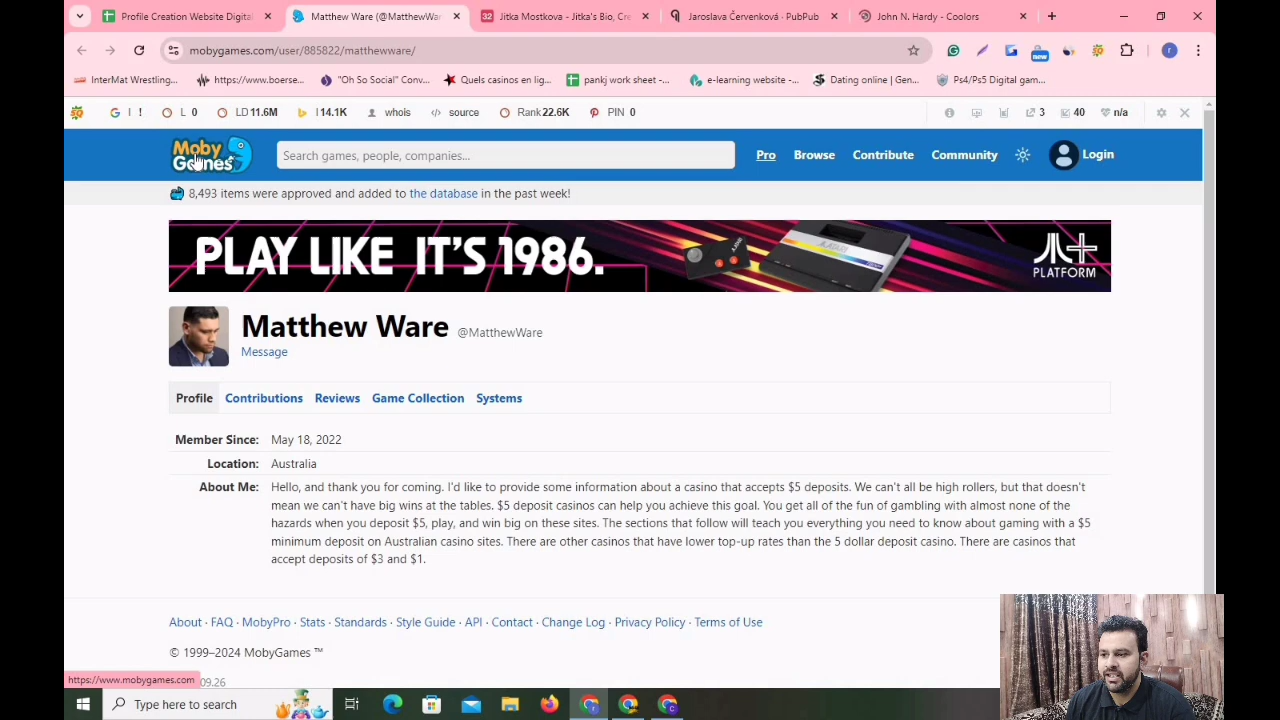 Profile Creation Website Digital
Matthew Ware (@MatthewWar
Jitka Mostkova - Jitka's Bio, Cre
Jaroslava Červenková · PubPub
John N. Hardy - Coolors
mobygames.com/user/885822/matthewware/
new
InterMat Wrestling...
https://www.boerse...
"Oh So Social" Conv...
Quels casinos en lig...
pankj work sheet -...
e-learning website -...
Dating online | Gen...
Ps4/Ps5 Digital gam...
I !
L 0
LD 11.6M
I 14.1K
whois
source
Rank 22.6K
PIN 0
3
40
n/a
Moby Games
Search games, people, companies...
Pro
Browse
Contribute
Community
Login
8,493 items were approved and added to the database in the past week!
PLAY LIKE IT'S 1986.
ATARI
PLATFORM
Matthew Ware @MatthewWare
Message
Profile
Contributions
Reviews
Game Collection
Systems
Member Since: May 18, 2022
Location: Australia
About Me: Hello, and thank you for coming. I'd like to provide some information about a casino that accepts $5 deposits. We can't all be high rollers, but that doesn't
mean we can't have big wins at the tables. $5 deposit casinos can help you achieve this goal. You get all of the fun of gambling with almost none of the
hazards when you deposit $5, play, and win big on these sites. The sections that follow will teach you everything you need to know about gaming with a $5
minimum deposit on Australian casino sites. There are other casinos that have lower top-up rates than the 5 dollar deposit casino. There are casinos that
accept deposits of $3 and $1.
About · FAQ · MobyPro · Stats · Standards · Style Guide · API · Contact · Change Log · Privacy Policy · Terms of Use
© 1999–2024 MobyGames ™
https://www.mobygames.com
09.26
Type here to search